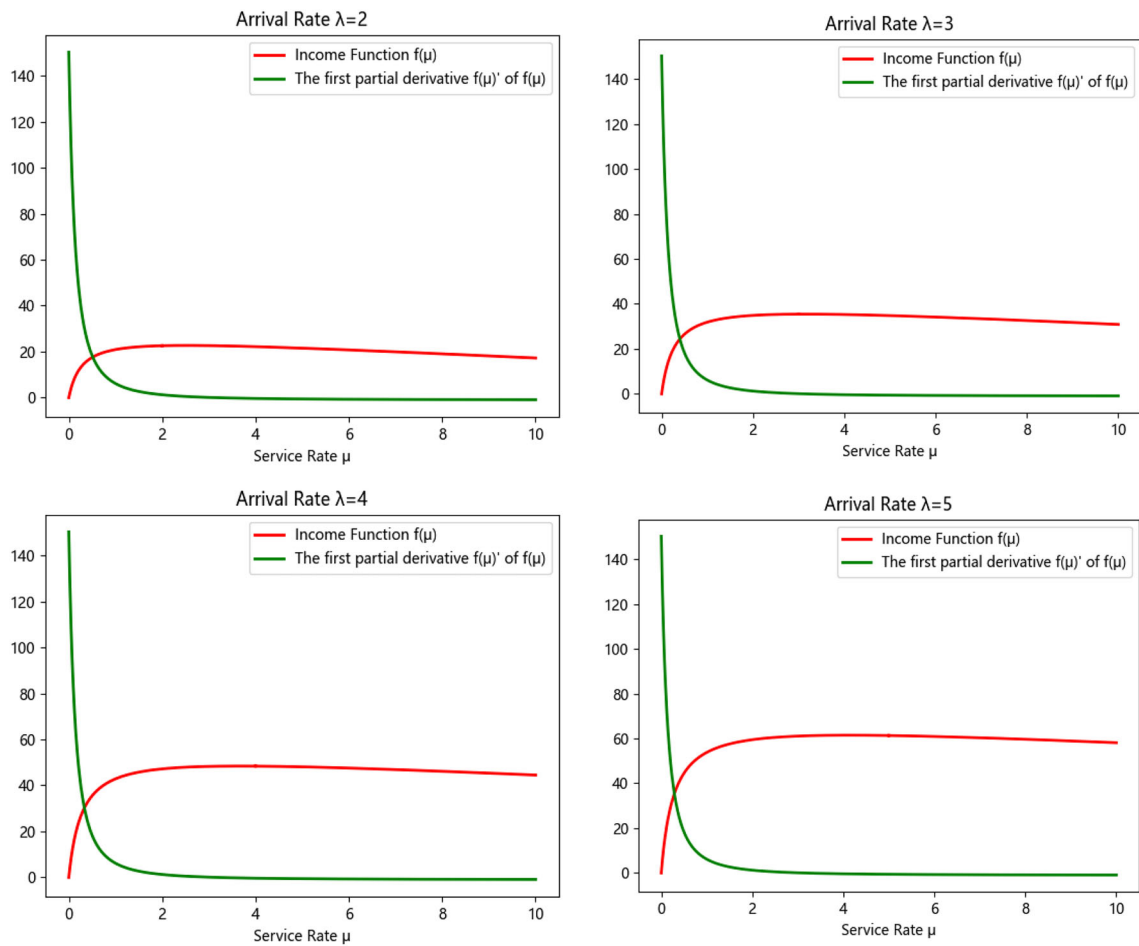 Arrival Rate λ=2
Income Function f(μ)
The first partial derivative f(μ)' of f(μ)
140
120
100
80
60
40
20
0
0 2 4 6 8 10
Service Rate μ
Arrival Rate λ=3
Income Function f(μ)
The first partial derivative f(μ)' of f(μ)
140
120
100
80
60
40
20
0
0 2 4 6 8 10
Service Rate μ
Arrival Rate λ=4
Income Function f(μ)
The first partial derivative f(μ)' of f(μ)
140
120
100
80
60
40
20
0
0 2 4 6 8 10
Service Rate μ
Arrival Rate λ=5
Income Function f(μ)
The first partial derivative f(μ)' of f(μ)
140
120
100
80
60
40
20
0
0 2 4 6 8 10
Service Rate μ